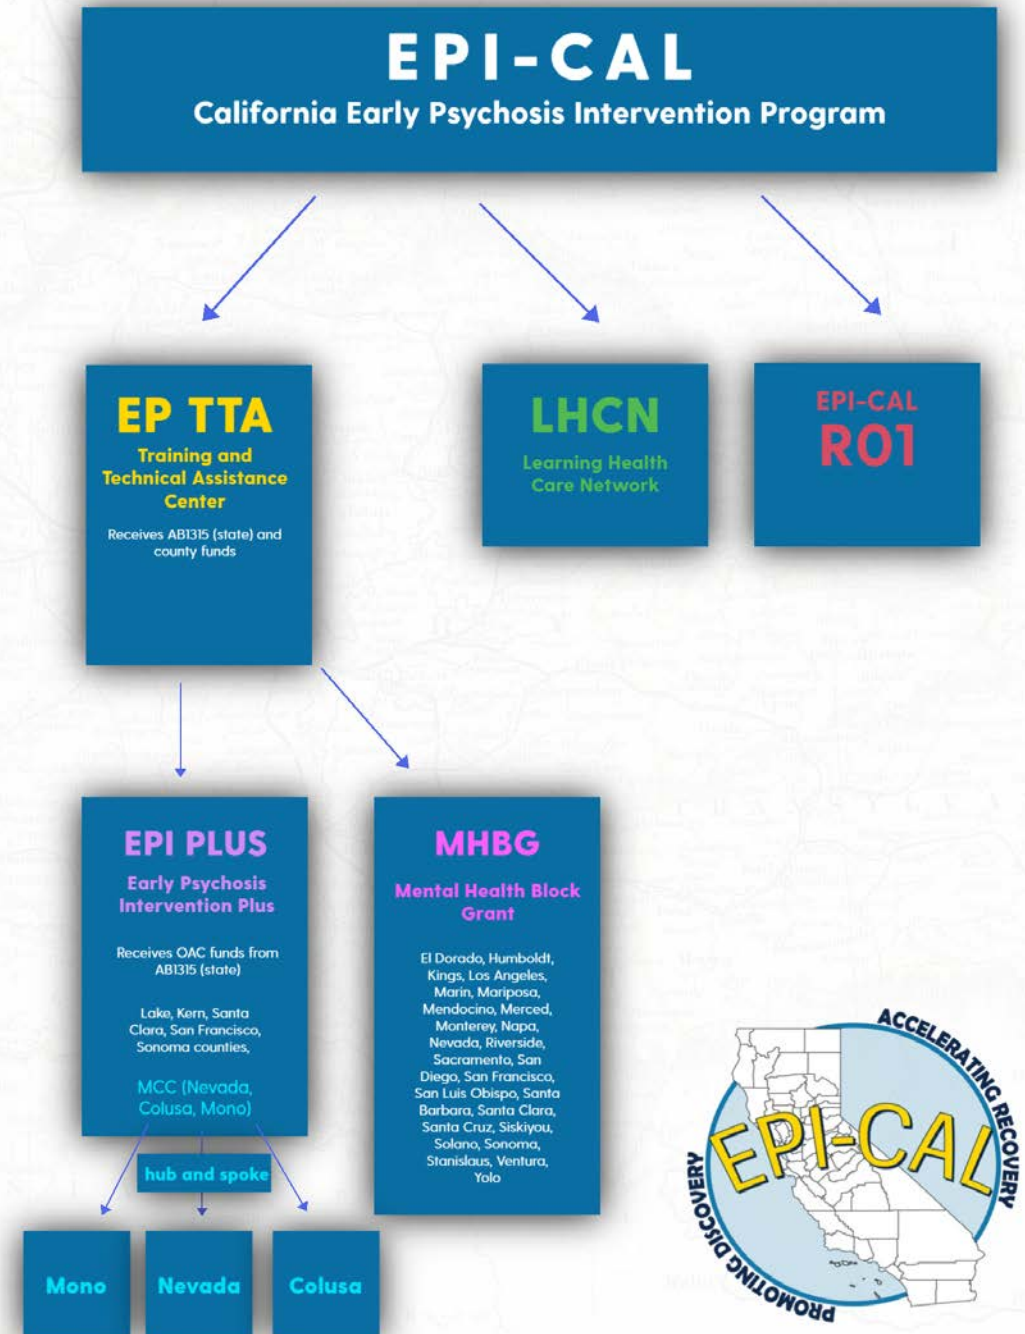 EPI-CAL
California Early Psychosis Intervention Program
EP TTA
Training and
Technical Assistance
Center
Receives AB1315 (state) and
county funds
LHCN
Learning Health
Care Network
EPI-CAL
R01
EPI PLUS
Early Psychosis
Intervention Plus
Receives OAC funds from
AB1315 (state)
Lake, Kern, Santa
Clara, San Francisco,
Sonoma counties,
MCC (Nevada,
Colusa, Mono)
hub and spoke
Mono
Nevada
Colusa
MHBG
Mental Health Block
Grant
El Dorado, Humboldt,
Kings, Los Angeles,
Marin, Mariposa,
Mendocino, Merced,
Monterey, Napa,
Nevada, Riverside,
Sacramento, San
Diego, San Francisco,
San Luis Obispo, Santa
Barbara, Santa Clara,
Santa Cruz, Siskiyou,
Solano, Sonoma,
Stanislaus, Ventura,
Yolo
ACCELERATING RECOVERY
EPI-CAL
PROMOTING DISCOVERY